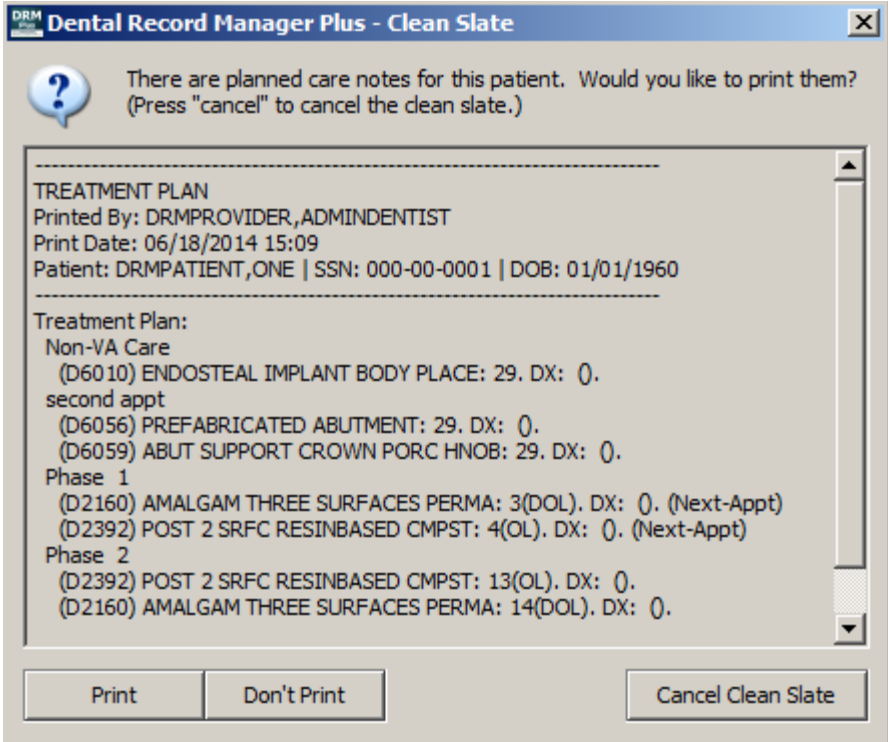 DRM Plus Dental Record Manager Plus - Clean Slate
There are planned care notes for this patient. Would you like to print them?
(Press "cancel" to cancel the clean slate.)
--------------------------------------------------------------------------------
TREATMENT PLAN
Printed By: DRMPROVIDER,ADMINDENTIST
Print Date: 06/18/2014 15:09
Patient: DRMPATIENT,ONE | SSN: 000-00-0001 | DOB: 01/01/1960
--------------------------------------------------------------------------------
Treatment Plan:
Non-VA Care
(D6010) ENDOSTEAL IMPLANT BODY PLACE: 29. DX: ().
second appt
(D6056) PREFABRICATED ABUTMENT: 29. DX: ().
(D6059) ABUT SUPPORT CROWN PORC HNOB: 29. DX: ().
Phase 1
(D2160) AMALGAM THREE SURFACES PERMA: 3(DOL). DX: (). (Next-Appt)
(D2392) POST 2 SRFC RESINBASED CMPST: 4(OL). DX: (). (Next-Appt)
Phase 2
(D2392) POST 2 SRFC RESINBASED CMPST: 13(OL). DX: ().
(D2160) AMALGAM THREE SURFACES PERMA: 14(DOL). DX: ().
Print Don't Print Cancel Clean Slate